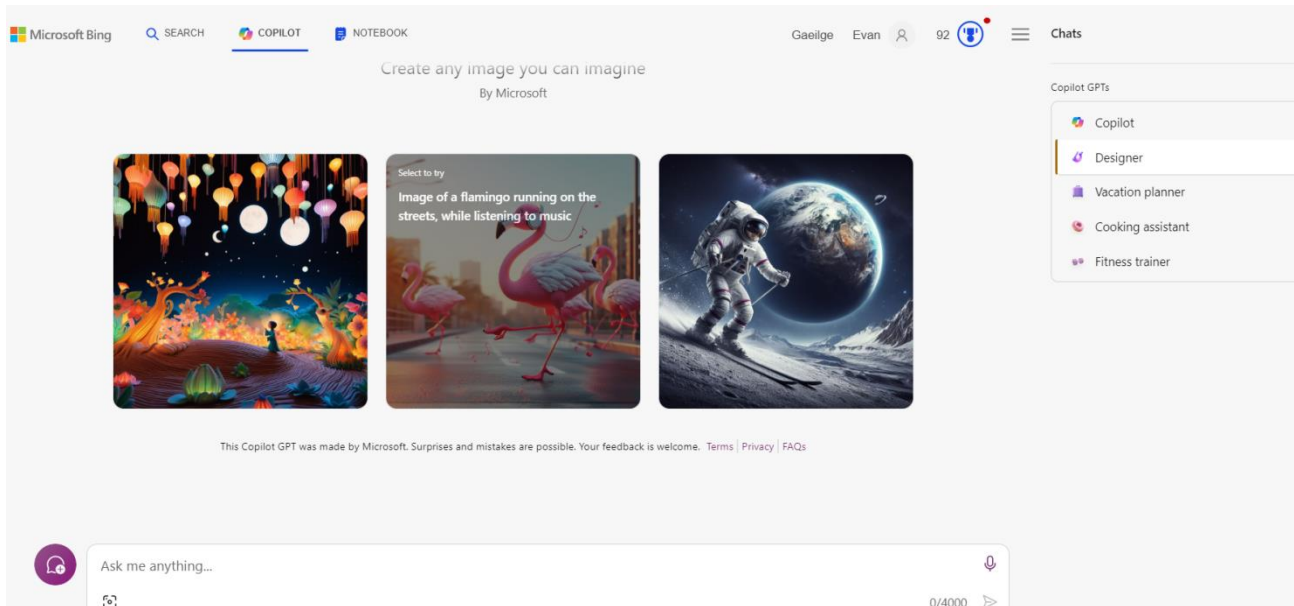 Microsoft Bing
SEARCH
COPILOT
NOTEBOOK
Gaeilge
Evan
92
Create any image you can imagine
By Microsoft
Select to try
Image of a flamingo running on the
streets, while listening to music
This Copilot GPT was made by Microsoft. Surprises and mistakes are possible. Your feedback is welcome. Terms | Privacy | FAQs
Ask me anything...
0/4000
Chats
Copilot GPTs
Copilot
Designer
Vacation planner
Cooking assistant
Fitness trainer